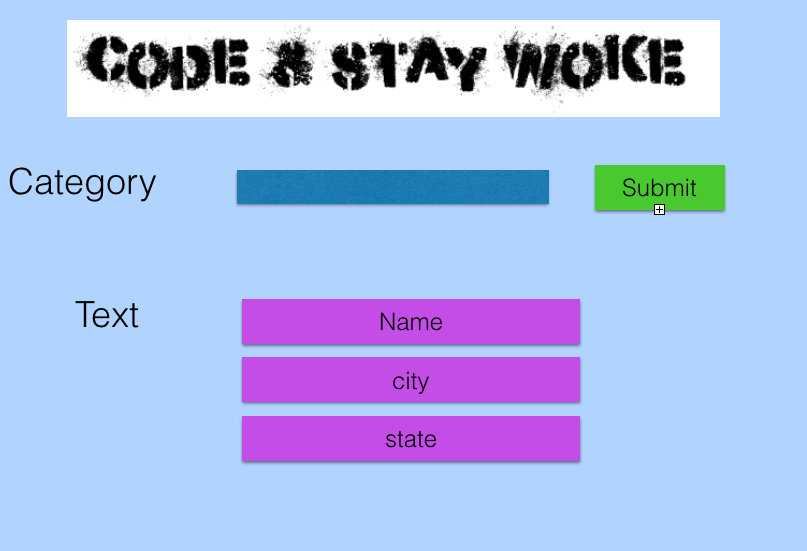 CODE & STAY WOKE
Category
Submit
Text
Name
city
state